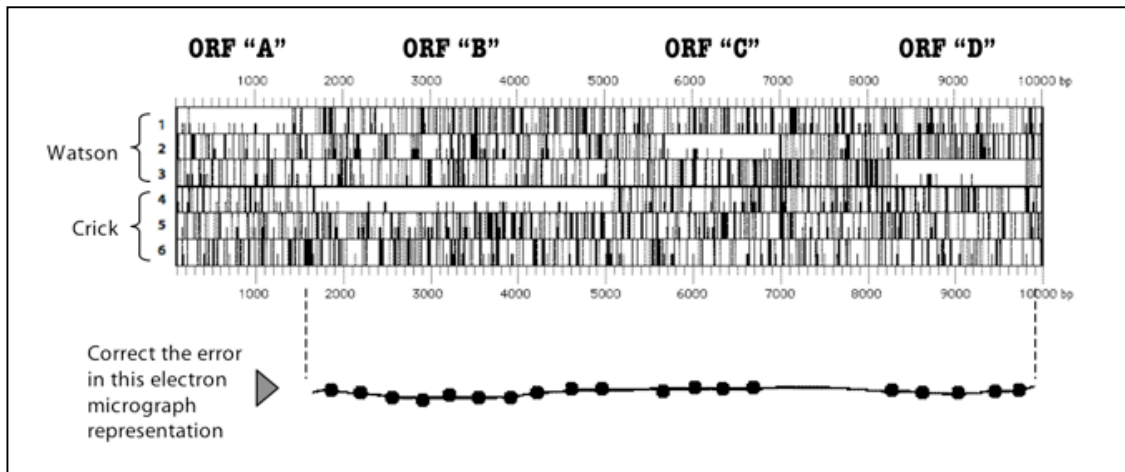 ORF “A” ORF “B” ORF “C” ORF “D”
1000 2000 3000 4000 5000 6000 7000 8000 9000 10000 bp
Watson
1
2
3
Crick
4
5
6
1000 2000 3000 4000 5000 6000 7000 8000 9000 10000 bp
Correct the error
in this electron
micrograph
representation